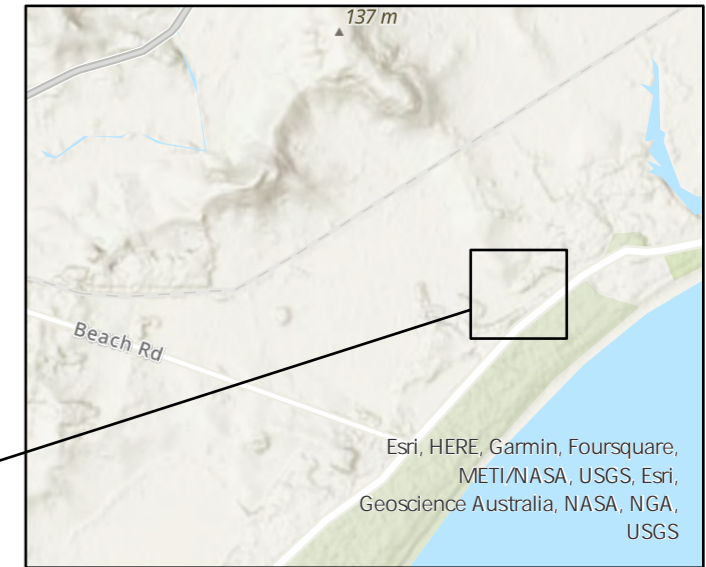 137 m
Beach Rd
Esri, HERE, Garmin, Foursquare,
METI/NASA, USGS, Esri,
Geoscience Australia, NASA, NGA,
USGS